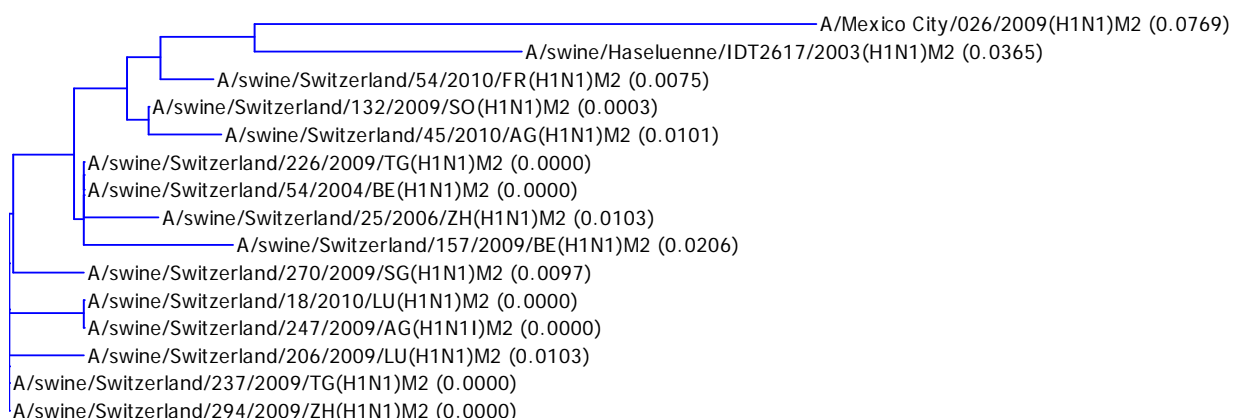 A/Mexico City/026/2009(H1N1)M2 (0.0769)
A/swine/Haseluenne/IDT2617/2003(H1N1)M2 (0.0365)
A/swine/Switzerland/54/2010/FR(H1N1)M2 (0.0075)
A/swine/Switzerland/132/2009/SO(H1N1)M2 (0.0003)
A/swine/Switzerland/45/2010/AG(H1N1)M2 (0.0101)
A/swine/Switzerland/226/2009/TG(H1N1)M2 (0.0000)
A/swine/Switzerland/54/2004/BE(H1N1)M2 (0.0000)
A/swine/Switzerland/25/2006/ZH(H1N1)M2 (0.0103)
A/swine/Switzerland/157/2009/BE(H1N1)M2 (0.0206)
A/swine/Switzerland/270/2009/SG(H1N1)M2 (0.0097)
A/swine/Switzerland/18/2010/LU(H1N1)M2 (0.0000)
A/swine/Switzerland/247/2009/AG(H1N1I)M2 (0.0000)
A/swine/Switzerland/206/2009/LU(H1N1)M2 (0.0103)
A/swine/Switzerland/237/2009/TG(H1N1)M2 (0.0000)
A/swine/Switzerland/294/2009/ZH(H1N1)M2 (0.0000)